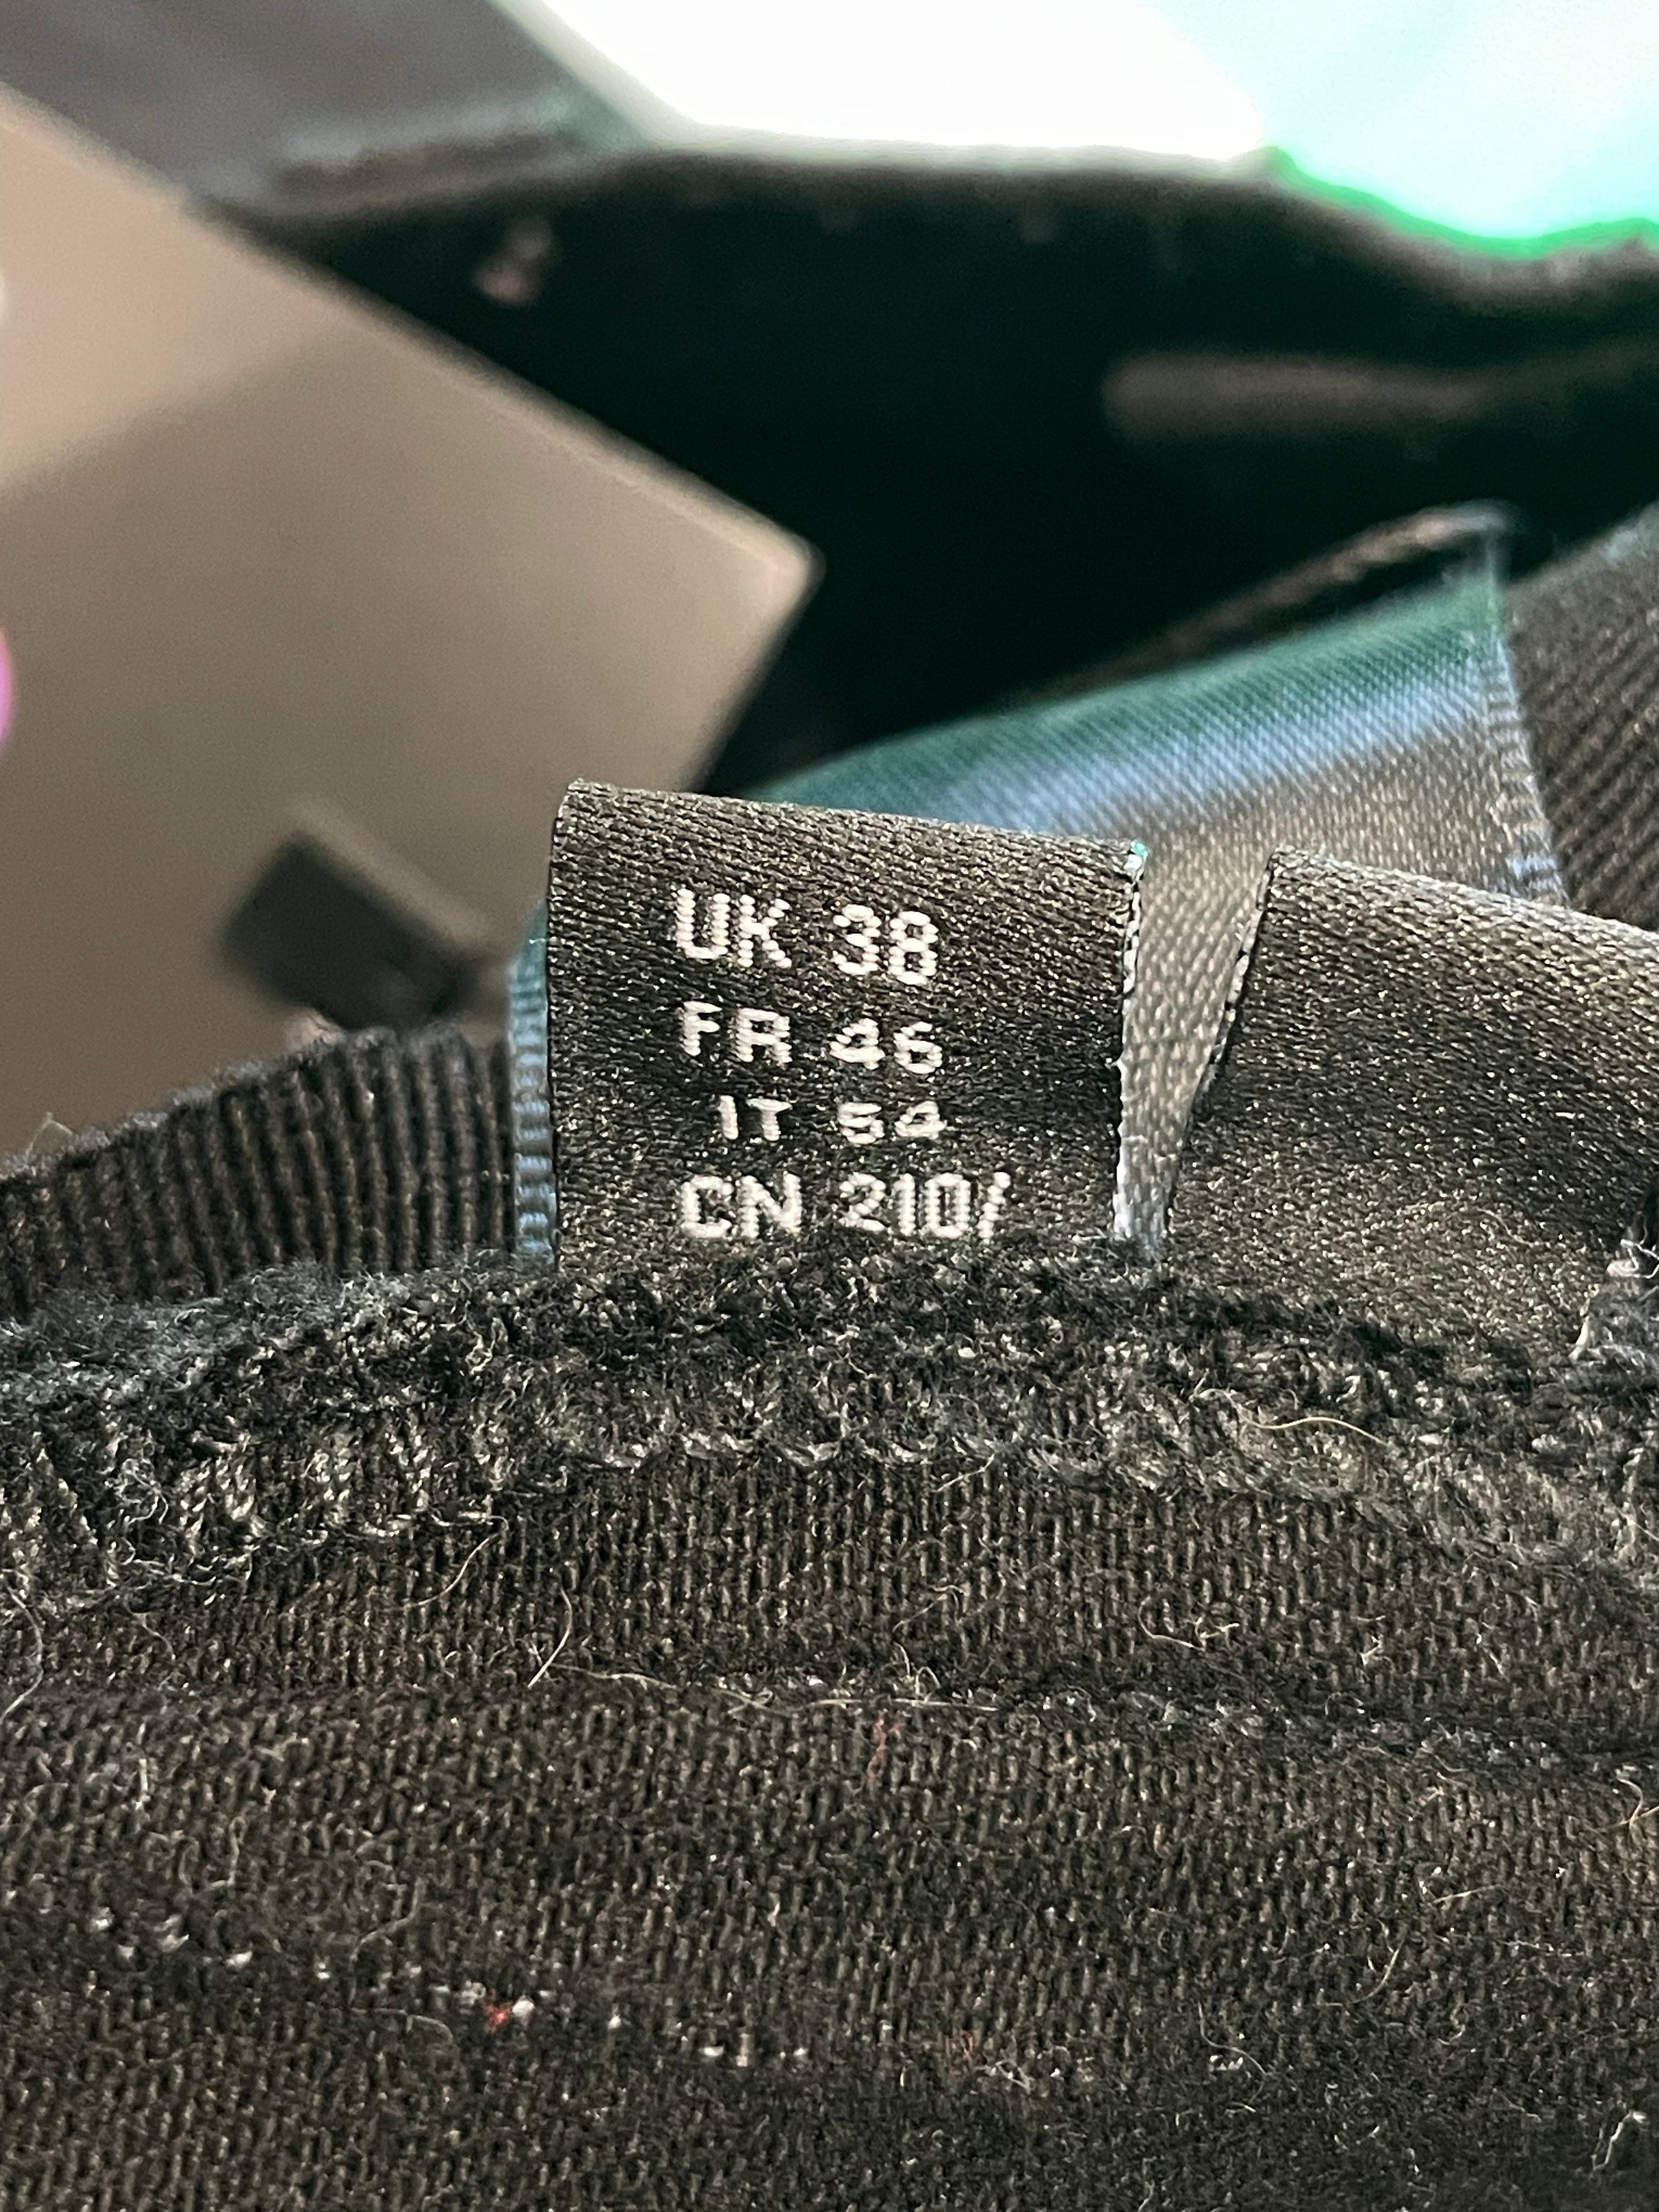 UK 38
FR 46
IT 54
CN 210/